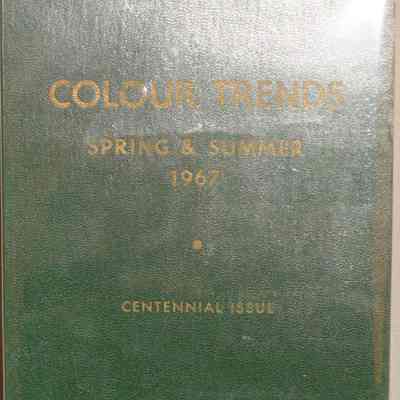 COLOUR TRENDS
SPRING & SUMMER
1967
CENTENNIAL ISSUE